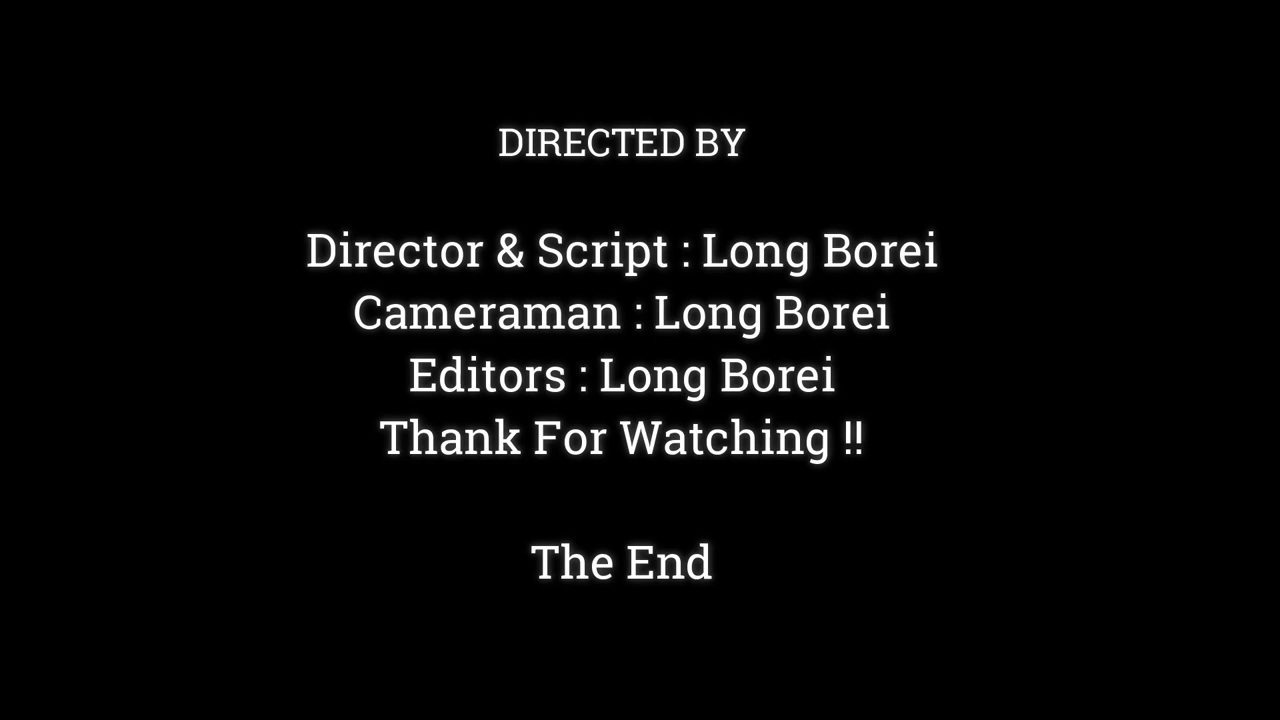 DIRECTED BY
Director & Script : Long Borei
Cameraman : Long Borei
Editors : Long Borei
Thank For Watching !!
The End